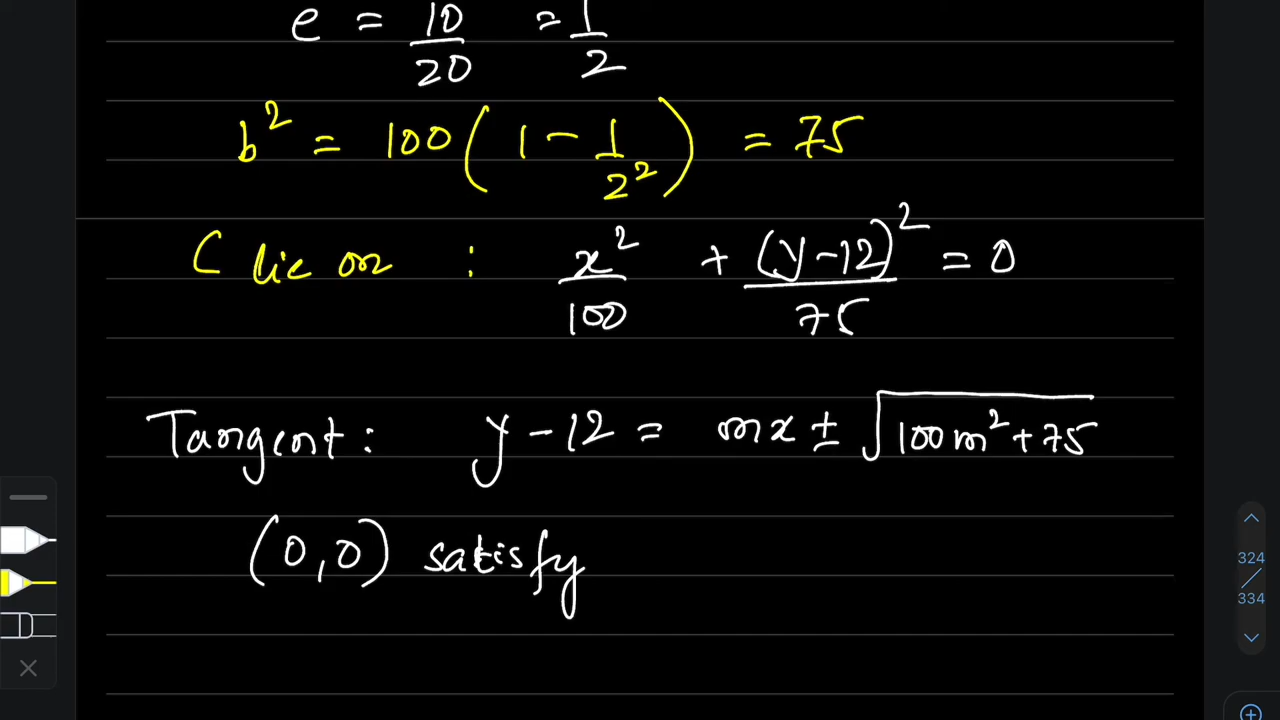 e = 10/20 = 1/2
b² = 100(1 - 1/2²) = 75
C lie on : x²/100 + (y-12)²/75 = 0
Tangent: y - 12 = mx ± √(100m² + 75)
(0,0) satisfy
324
334